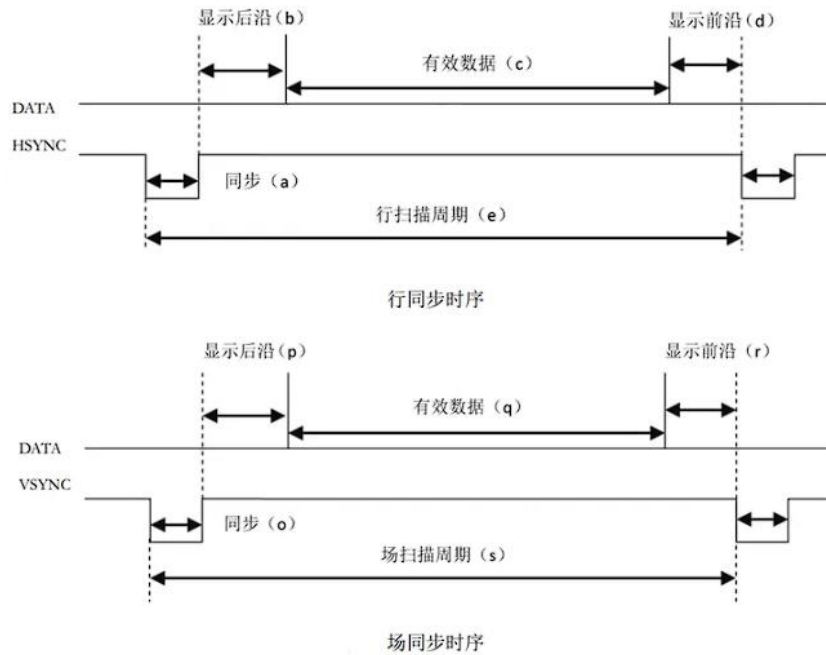 显示后沿(b)
显示前沿（d）
有效数据（c）
DATA
HSYNC
同步（a）
行扫描周期（e）
行同步时序
显示后沿(p)
显示前沿（r）
有效数据（q）
DATA
VSYNC
同步（o）
场扫描周期（s）
场同步时序